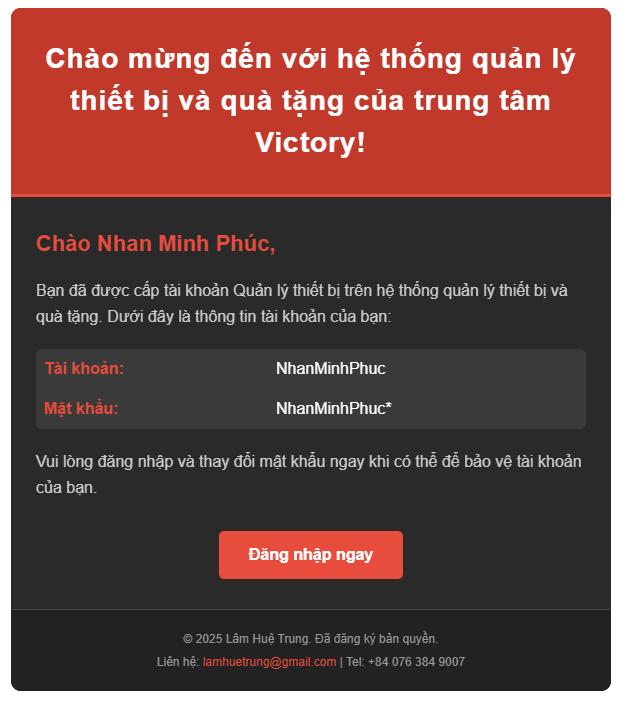 Chào mừng đến với hệ thống quản lý
thiết bị và quà tặng của trung tâm
Victory!
Chào Nhan Minh Phúc,
Bạn đã được cấp tài khoản Quản lý thiết bị trên hệ thống quản lý thiết bị và
quà tặng. Dưới đây là thông tin tài khoản của bạn:
Tài khoản: NhanMinhPhuc
Mật khẩu: NhanMinhPhuc*
Vui lòng đăng nhập và thay đổi mật khẩu ngay khi có thể để bảo vệ tài khoản
của bạn.
Đăng nhập ngay
© 2025 Lâm Huệ Trung. Đã đăng ký bản quyền.
Liên hệ: lamhuetrung@gmail.com | Tel: +84 076 384 9007